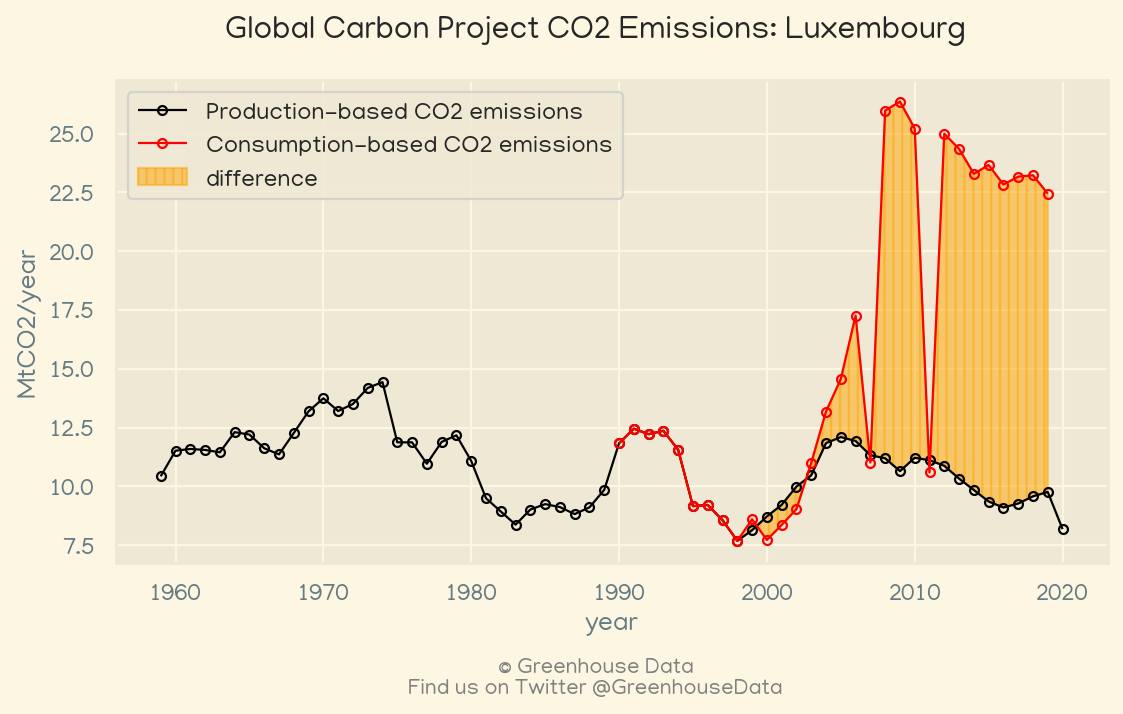 Global Carbon Project CO2 Emissions: Luxembourg
Production-based CO2 emissions
Consumption-based CO2 emissions
difference
MtCO2/year
25.0
22.5
20.0
17.5
15.0
12.5
10.0
7.5
1960 1970 1980 1990 2000 2010 2020
year
© Greenhouse Data
Find us on Twitter @GreenhouseData